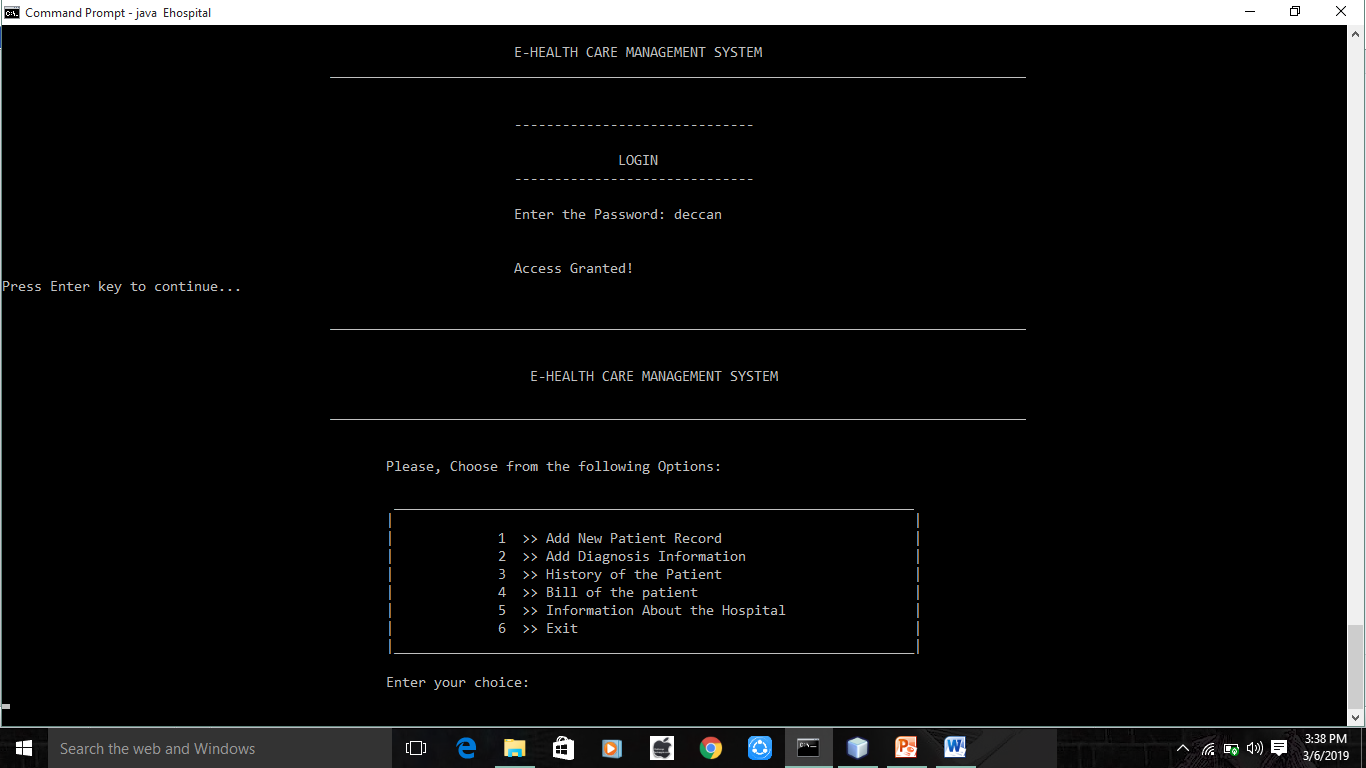 Command Prompt - java  Ehospital
E-HEALTH CARE MANAGEMENT SYSTEM
------------------------------
LOGIN
------------------------------
Enter the Password: deccan
Access Granted!
Press Enter key to continue...
E-HEALTH CARE MANAGEMENT SYSTEM
Please, Choose from the following Options:
1  >> Add New Patient Record
2  >> Add Diagnosis Information
3  >> History of the Patient
4  >> Bill of the patient
5  >> Information About the Hospital
6  >> Exit
Enter your choice:
Search the web and Windows
3:38 PM
3/6/2019